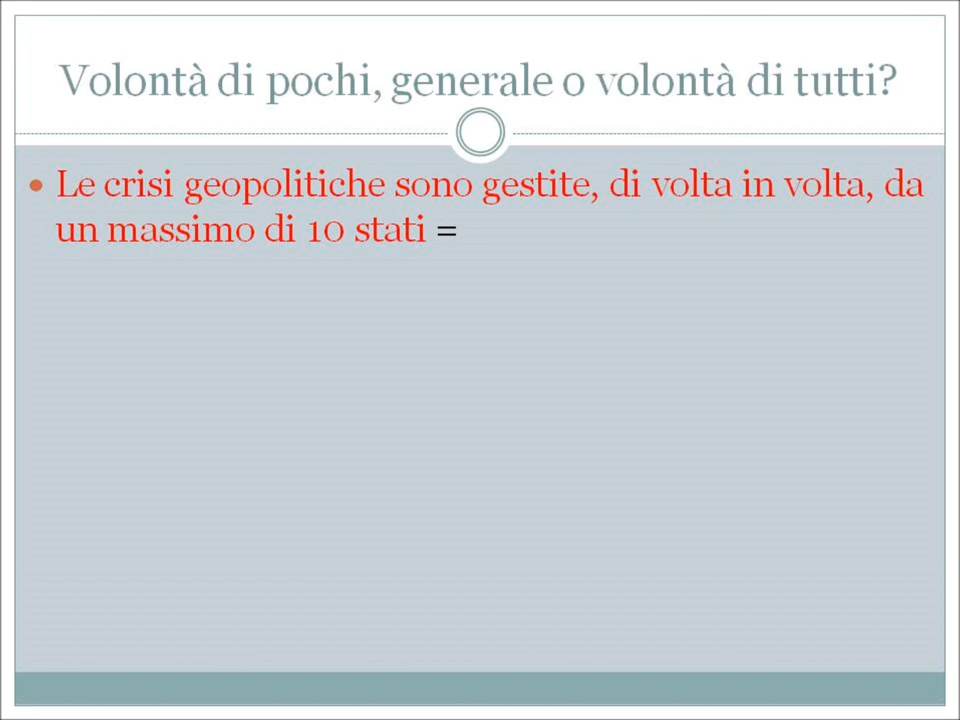 Volontà di pochi, generale o volontà di tutti?
• Le crisi geopolitiche sono gestite, di volta in volta, da
un massimo di 10 stati =